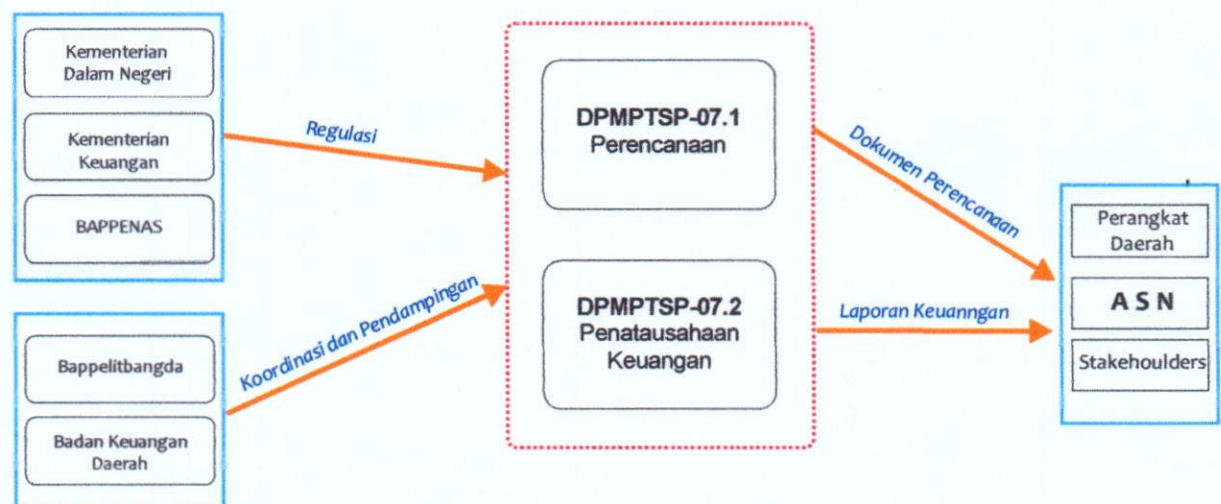 Kementerian
Dalam Negeri
Kementerian
Keuangan
BAPPENAS
Regulasi
Bappelitbangda
Badan Keuangan
Daerah
Koordinasi dan Pendampingan
DPMPTSP-07.1
Perencanaan
DPMPTSP-07.2
Penatausahaan
Keuangan
Dokumen Perencanaan
Laporan Keuanngan
Perangkat
Daerah
A S N
Stakehoulders